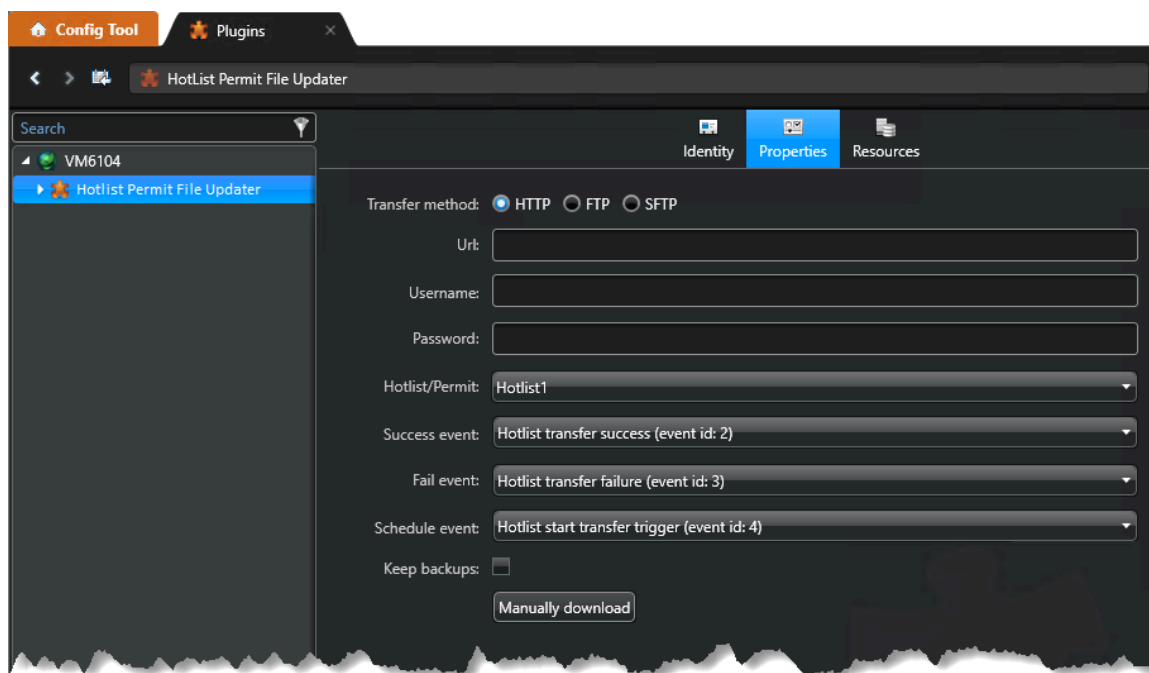 Config Tool
Plugins
HotList Permit File Updater
Search
VM6104
Hotlist Permit File Updater
Identity
Properties
Resources
Transfer method: HTTP FTP SFTP
Url:
Username:
Password:
Hotlist/Permit: Hotlist1
Success event: Hotlist transfer success (event id: 2)
Fail event: Hotlist transfer failure (event id: 3)
Schedule event: Hotlist start transfer trigger (event id: 4)
Keep backups:
Manually download